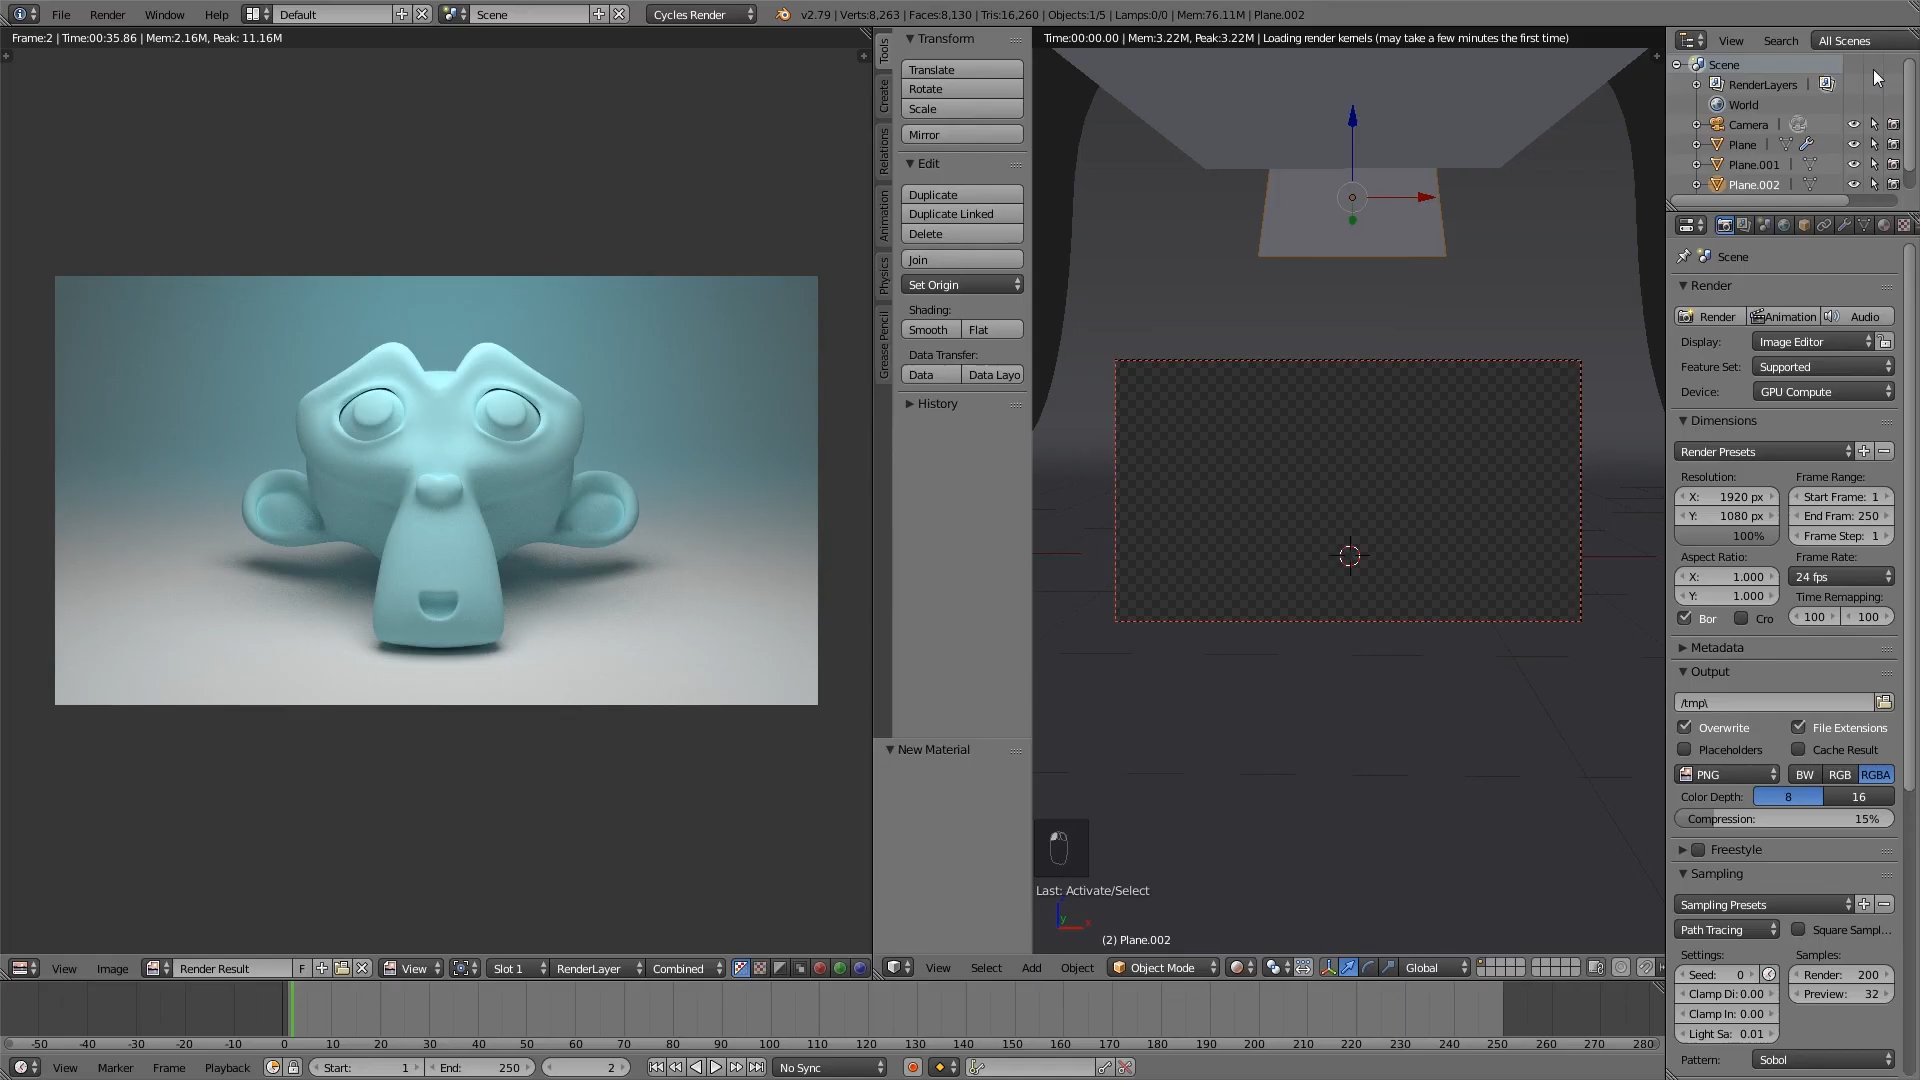 File Render Window Help Default Scene Cycles Render v2.79 | Verts:8,263 | Faces:8,130 | Tris:16,260 | Objects:1/5 | Lamps:0/0 | Mem:76.11M | Plane.002
Frame:2 | Time:00:35.86 | Mem:2.16M, Peak: 11.16M
Tools
Create
Relations
Animation
Physics
Grease Pencil
Transform
Translate
Rotate
Scale
Mirror
Edit
Duplicate
Duplicate Linked
Delete
Join
Set Origin
Shading:
Smooth Flat
Data Transfer:
Data Data Layo
History
New Material
Time:00:00.00 | Mem:3.22M, Peak:3.22M | Loading render kernels (may take a few minutes the first time)
Last: Activate/Select
(2) Plane.002
View Search All Scenes
Scene
RenderLayers
World
Camera
Plane
Plane.001
Plane.002
Scene
Render
Render Animation Audio
Display: Image Editor
Feature Set: Supported
Device: GPU Compute
Dimensions
Render Presets
Resolution: Frame Range:
X: 1920 px Start Frame: 1
Y: 1080 px End Fram: 250
100% Frame Step: 1
Aspect Ratio: Frame Rate:
X: 1.000 24 fps
Y: 1.000 Time Remapping:
Bor Cro 100 100
Metadata
Output
/tmp\
Overwrite File Extensions
Placeholders Cache Result
PNG BW RGB RGBA
Color Depth: 8 16
Compression: 15%
Freestyle
Sampling
Sampling Presets
Path Tracing Square Sampl...
Settings: Samples:
Seed: 0 Render: 200
Clamp Di: 0.00 Preview: 32
Clamp In: 0.00
Light Sa: 0.01
Pattern: Sobol
View Image Render Result F View Slot 1 RenderLayer Combined
View Select Add Object Object Mode Global
-50 -40 -30 -20 -10 0 10 20 30 40 50 60 70 80 90 100 110 120 130 140 150 160 170 180 190 200 210 220 230 240 250 260 270 280
View Marker Frame Playback Start: 1 End: 250 2 No Sync